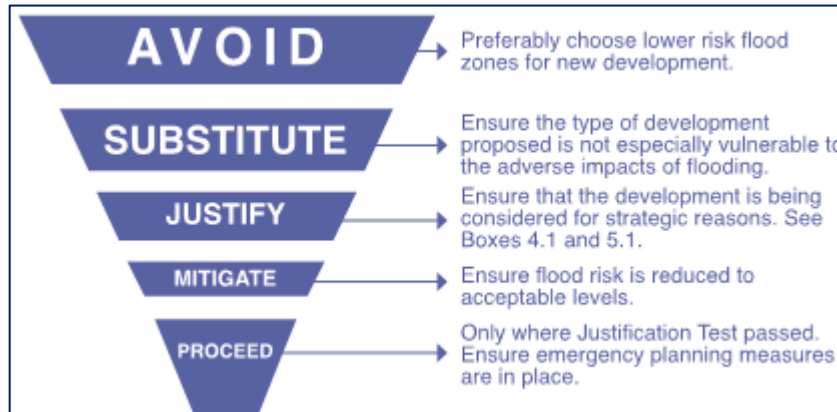 AVOID
Preferably choose lower risk flood
zones for new development.
SUBSTITUTE
Ensure the type of development
proposed is not especially vulnerable to
the adverse impacts of flooding.
JUSTIFY
Ensure that the development is being
considered for strategic reasons. See
Boxes 4.1 and 5.1.
MITIGATE
Ensure flood risk is reduced to
acceptable levels.
PROCEED
Only where Justification Test passed.
Ensure emergency planning measures
are in place.